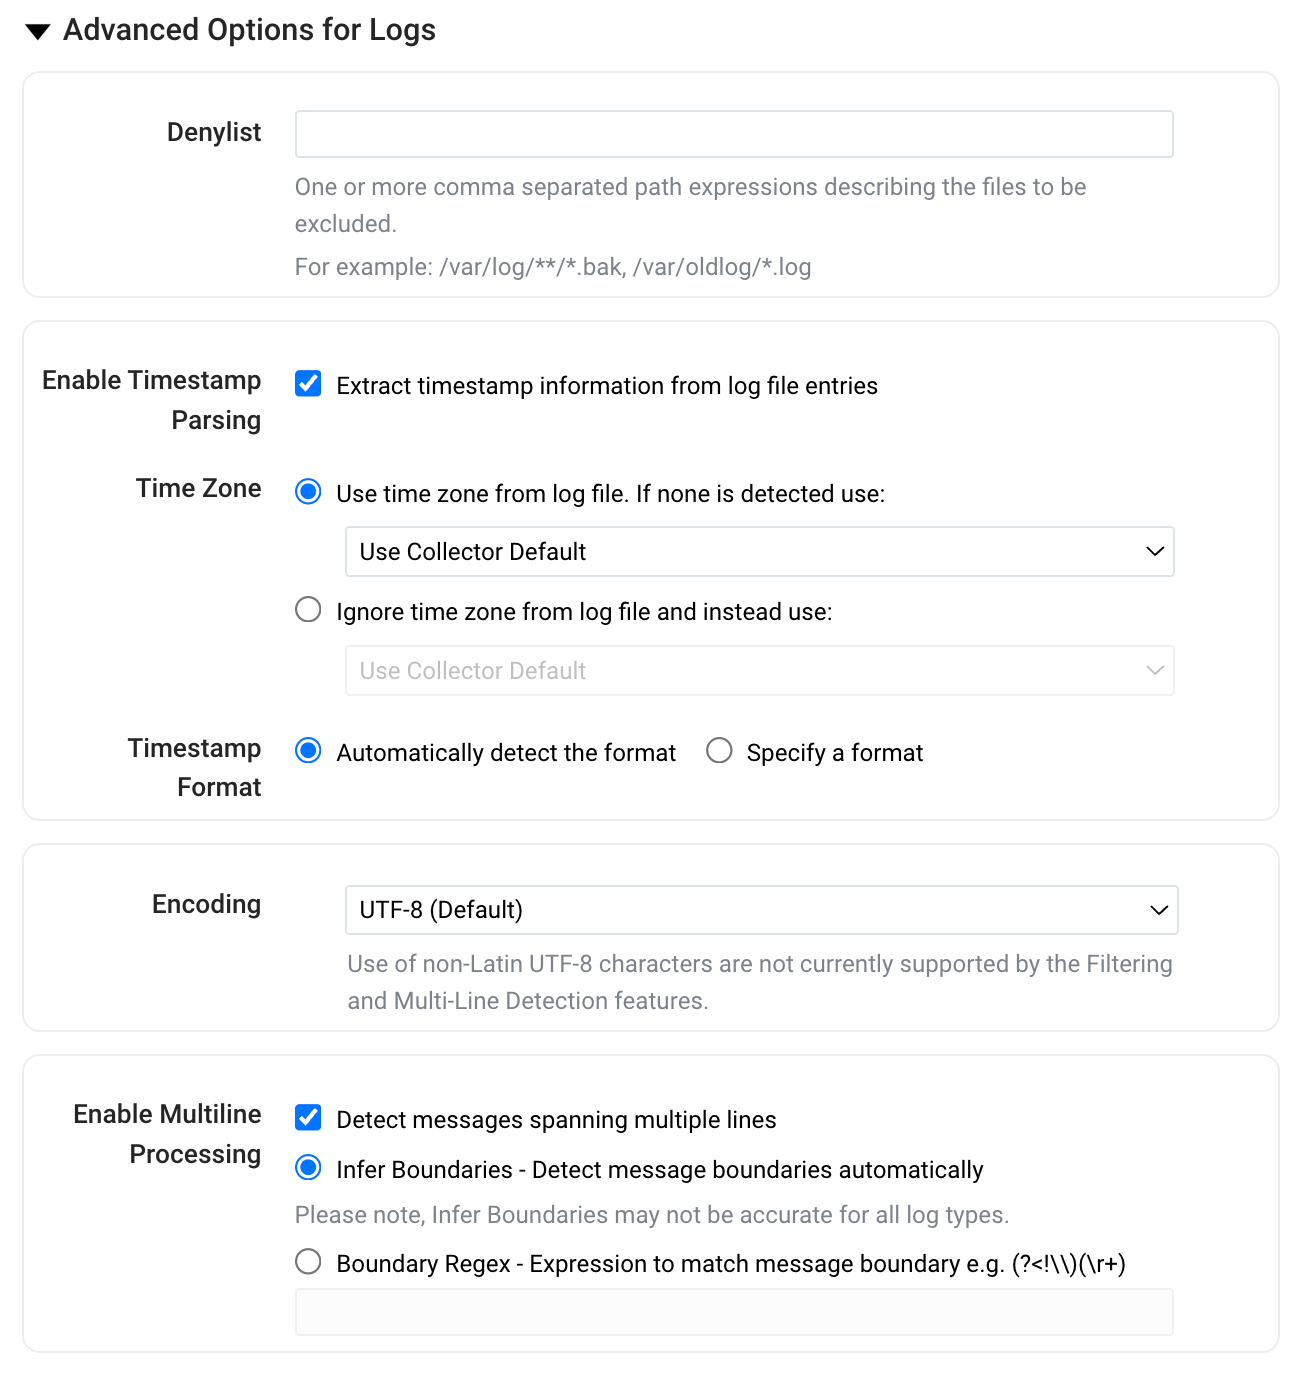 Advanced Options for Logs
Denylist
One or more comma separated path expressions describing the files to be
excluded.
For example: /var/log/**/*.bak, /var/oldlog/*.log
Enable Timestamp
Parsing
Extract timestamp information from log file entries
Time Zone
Use time zone from log file. If none is detected use:
Use Collector Default
Ignore time zone from log file and instead use:
Use Collector Default
Timestamp
Format
Automatically detect the format
Specify a format
Encoding
UTF-8 (Default)
Use of non-Latin UTF-8 characters are not currently supported by the Filtering
and Multi-Line Detection features.
Enable Multiline
Processing
Detect messages spanning multiple lines
Infer Boundaries - Detect message boundaries automatically
Please note, Infer Boundaries may not be accurate for all log types.
Boundary Regex - Expression to match message boundary e.g. (?<!\\)(\r+)